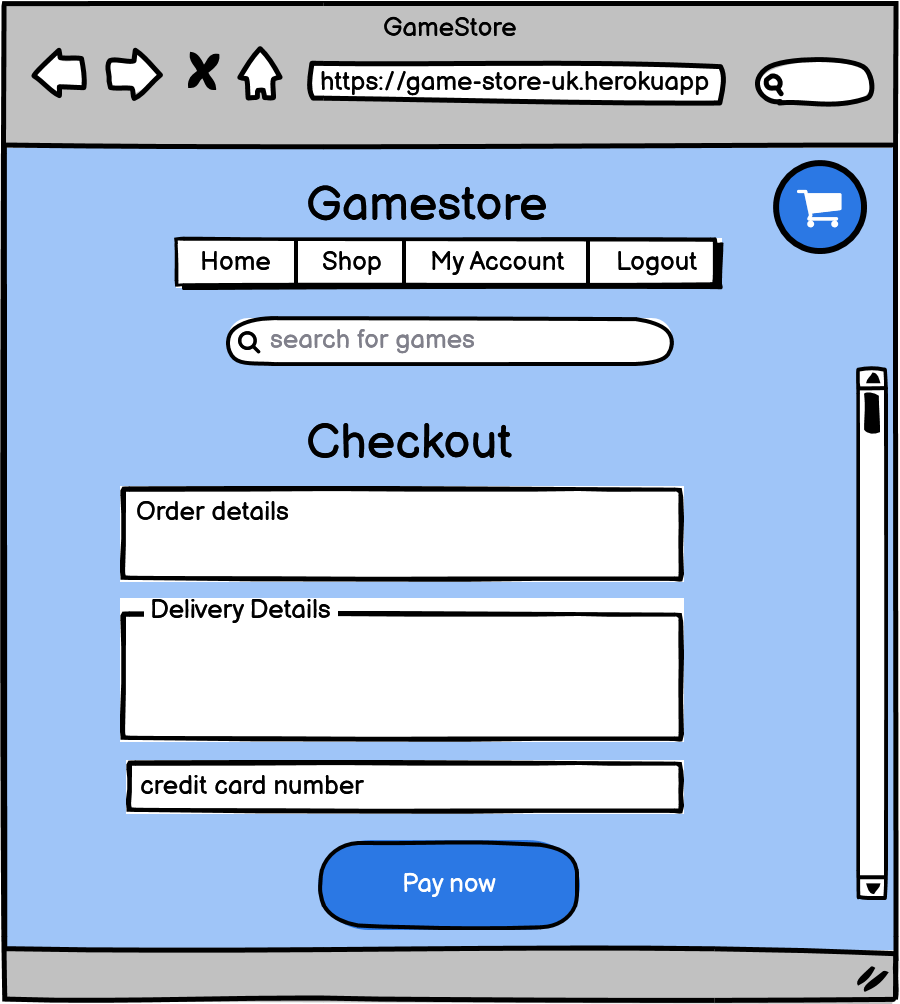 GameStore
https://game-store-uk.herokuapp
Gamestore
Home Shop My Account Logout
search for games
Checkout
Order details
Delivery Details
credit card number
Pay now